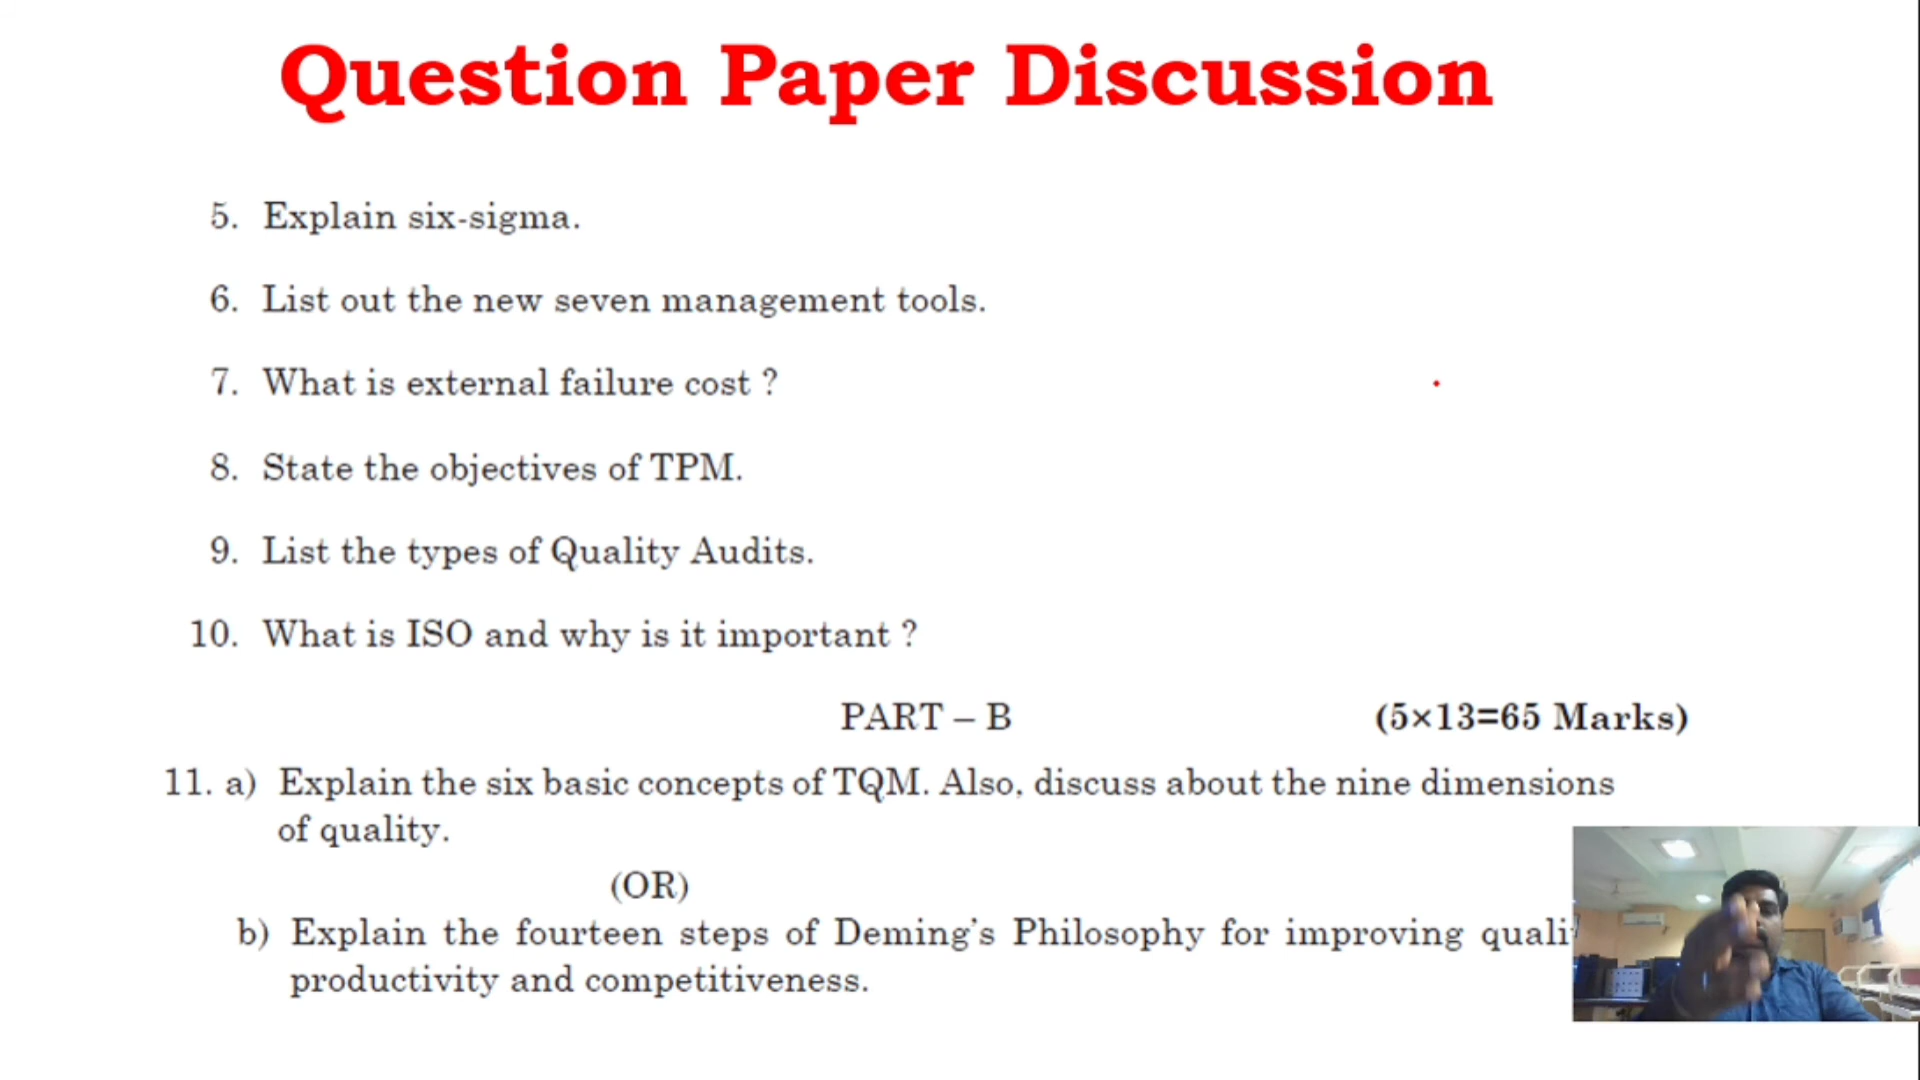 Question Paper Discussion
5. Explain six-sigma.
6. List out the new seven management tools.
7. What is external failure cost ?
8. State the objectives of TPM.
9. List the types of Quality Audits.
10. What is ISO and why is it important ?
PART – B (5×13=65 Marks)
11. a) Explain the six basic concepts of TQM. Also, discuss about the nine dimensions
of quality.
(OR)
b) Explain the fourteen steps of Deming's Philosophy for improving
productivity and competitiveness.